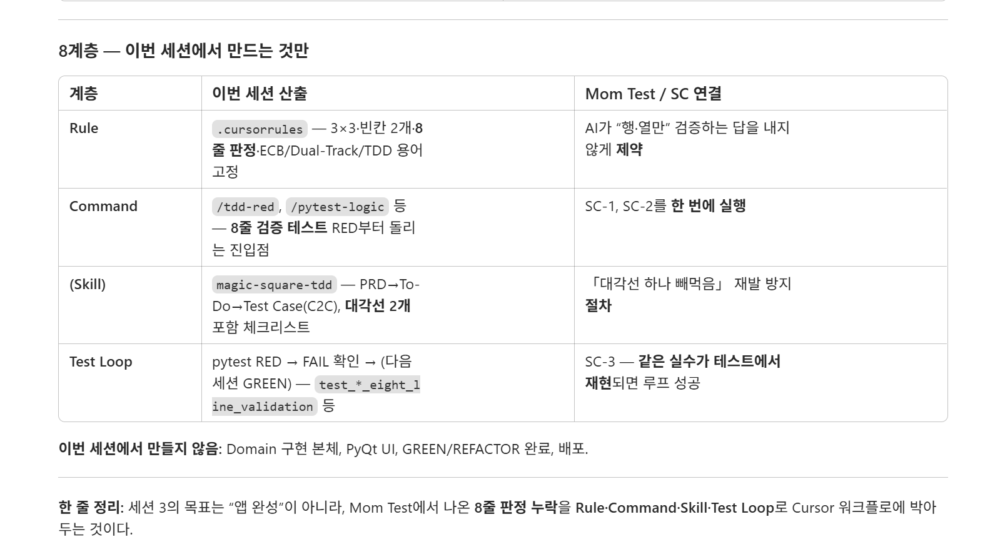 8계층 — 이번 세션에서 만드는 것만
계층
이번 세션 산출
Mom Test / SC 연결
Rule
.cursorrules — 3×3·빈칸 2개·8
줄 판정·ECB/Dual-Track/TDD 용어
고정
AI가 “행·열만” 검증하는 답을 내지
않게 제약
Command
/tdd-red, /pytest-logic 등
— 8줄 검증 테스트 RED부터 돌리
는 진입점
SC-1, SC-2를 한 번에 실행
(Skill)
magic-square-tdd — PRD→To-
Do→Test Case(C2C), 대각선 2개
포함 체크리스트
「대각선 하나 빼먹음」 재발 방지
절차
Test Loop
pytest RED → FAIL 확인 → (다음
세션 GREEN) — test_*_eight_l
ine_validation 등
SC-3 — 같은 실수가 테스트에서
재현되면 루프 성공
이번 세션에서 만들지 않음: Domain 구현 본체, PyQt UI, GREEN/REFACTOR 완료, 배포.
한 줄 정리: 세션 3의 목표는 “앱 완성”이 아니라, Mom Test에서 나온 8줄 판정 누락을 Rule·Command·Skill·Test Loop로 Cursor 워크플로에 박아
두는 것이다.